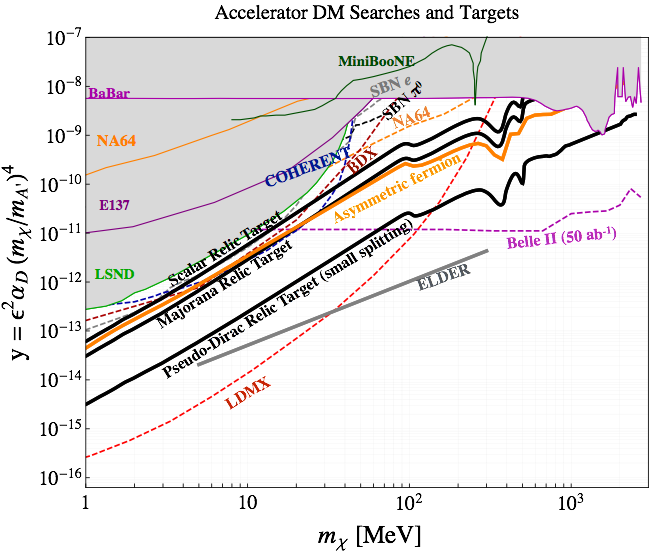 Accelerator DM Searches and Targets
10⁻⁷
10⁻⁸
10⁻⁹
10⁻¹⁰
10⁻¹¹
10⁻¹²
10⁻¹³
10⁻¹⁴
10⁻¹⁵
10⁻¹⁶
y = ϵ² α_D (m_χ/m_A')⁴
MiniBooNE
SBN e
BaBar
SBN π⁰
NA64
NA64
COHERENT
BDX
E137
Asymmetric fermion
Scalar Relic Target
Belle II (50 ab⁻¹)
LSND
Majorana Relic Target
Pseudo-Dirac Relic Target (small splitting)
ELDER
LDMX
1
10
10²
10³
m_χ [MeV]